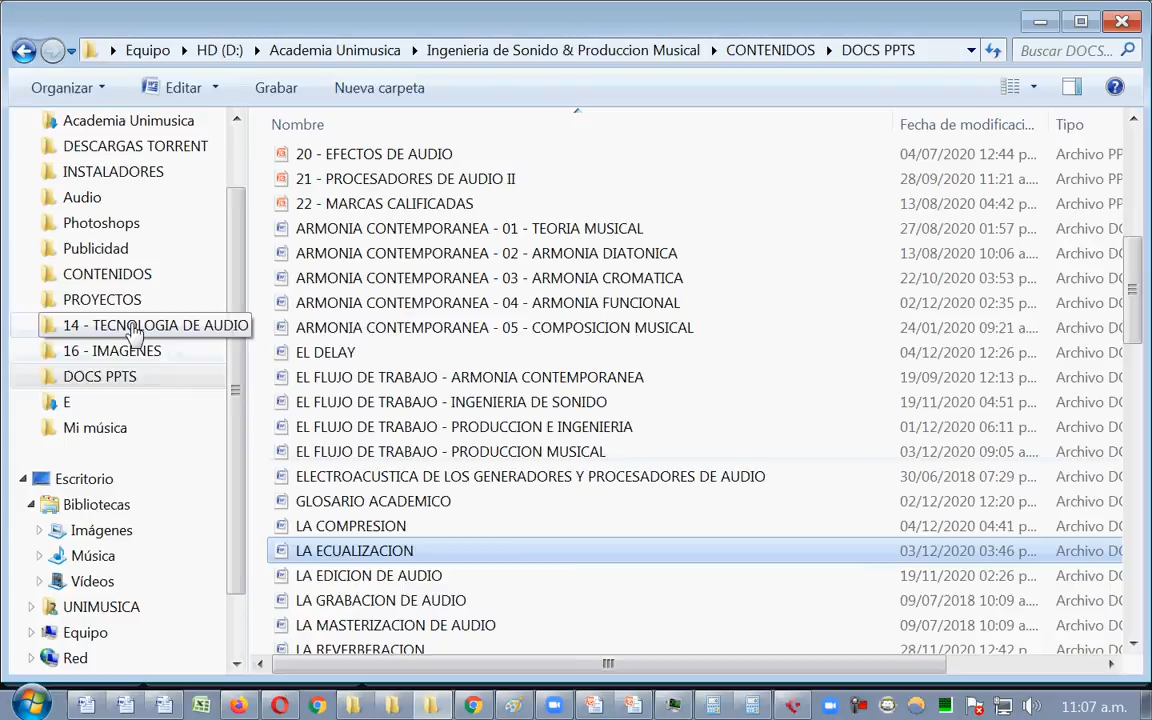 Equipo HD (D:) Academia Unimusica Ingenieria de Sonido & Produccion Musical CONTENIDOS DOCS PPTS Buscar DOCS...
Organizar Editar Grabar Nueva carpeta
Academia Unimusica
DESCARGAS TORRENT
INSTALADORES
Audio
Photoshops
Publicidad
CONTENIDOS
PROYECTOS
14 - TECNOLOGIA DE AUDIO
16 - IMAGENES
DOCS PPTS
E
Mi música
Escritorio
Bibliotecas
Imágenes
Música
Vídeos
UNIMUSICA
Equipo
Red
Nombre Fecha de modificaci... Tipo
20 - EFECTOS DE AUDIO 04/07/2020 12:44 p... Archivo PP
21 - PROCESADORES DE AUDIO II 28/09/2020 11:21 a.... Archivo PP
22 - MARCAS CALIFICADAS 13/08/2020 04:42 p... Archivo PP
ARMONIA CONTEMPORANEA - 01 - TEORIA MUSICAL 27/08/2020 01:57 p... Archivo DO
ARMONIA CONTEMPORANEA - 02 - ARMONIA DIATONICA 13/08/2020 10:06 a.... Archivo DO
ARMONIA CONTEMPORANEA - 03 - ARMONIA CROMATICA 22/10/2020 03:53 p... Archivo DO
ARMONIA CONTEMPORANEA - 04 - ARMONIA FUNCIONAL 02/12/2020 02:35 p... Archivo DO
ARMONIA CONTEMPORANEA - 05 - COMPOSICION MUSICAL 24/01/2020 09:21 a.... Archivo DO
EL DELAY 04/12/2020 12:26 p... Archivo DO
EL FLUJO DE TRABAJO - ARMONIA CONTEMPORANEA 19/09/2020 12:13 p... Archivo DO
EL FLUJO DE TRABAJO - INGENIERIA DE SONIDO 19/11/2020 04:51 p... Archivo DO
EL FLUJO DE TRABAJO - PRODUCCION E INGENIERIA 01/12/2020 06:11 p... Archivo DO
EL FLUJO DE TRABAJO - PRODUCCION MUSICAL 03/12/2020 09:05 a.... Archivo DO
ELECTROACUSTICA DE LOS GENERADORES Y PROCESADORES DE AUDIO 30/06/2018 07:29 p... Archivo DO
GLOSARIO ACADEMICO 02/12/2020 12:20 p... Archivo DO
LA COMPRESION 04/12/2020 04:41 p... Archivo DO
LA ECUALIZACION 03/12/2020 03:46 p... Archivo DO
LA EDICION DE AUDIO 19/11/2020 02:26 p... Archivo DO
LA GRABACION DE AUDIO 09/07/2018 10:09 a.... Archivo DO
LA MASTERIZACION DE AUDIO 09/07/2018 10:09 a.... Archivo DO
LA REVERBERACION 28/11/2020 12:42 p... Archivo DO
11:07 a.m.